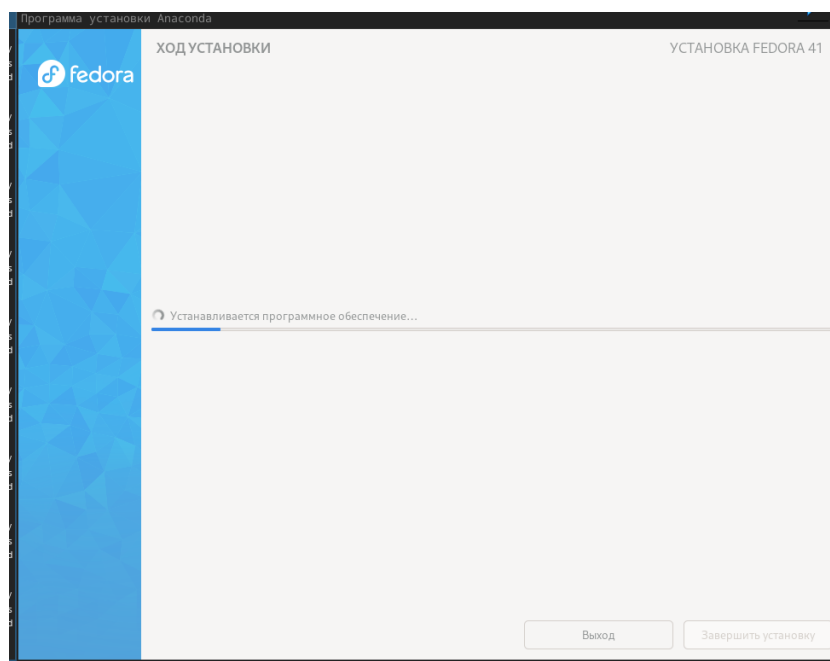 Программа установки Anaconda
fedora
ХОД УСТАНОВКИ
УСТАНОВКА FEDORA 41
Устанавливается программное обеспечение...
Выход
Завершить установку